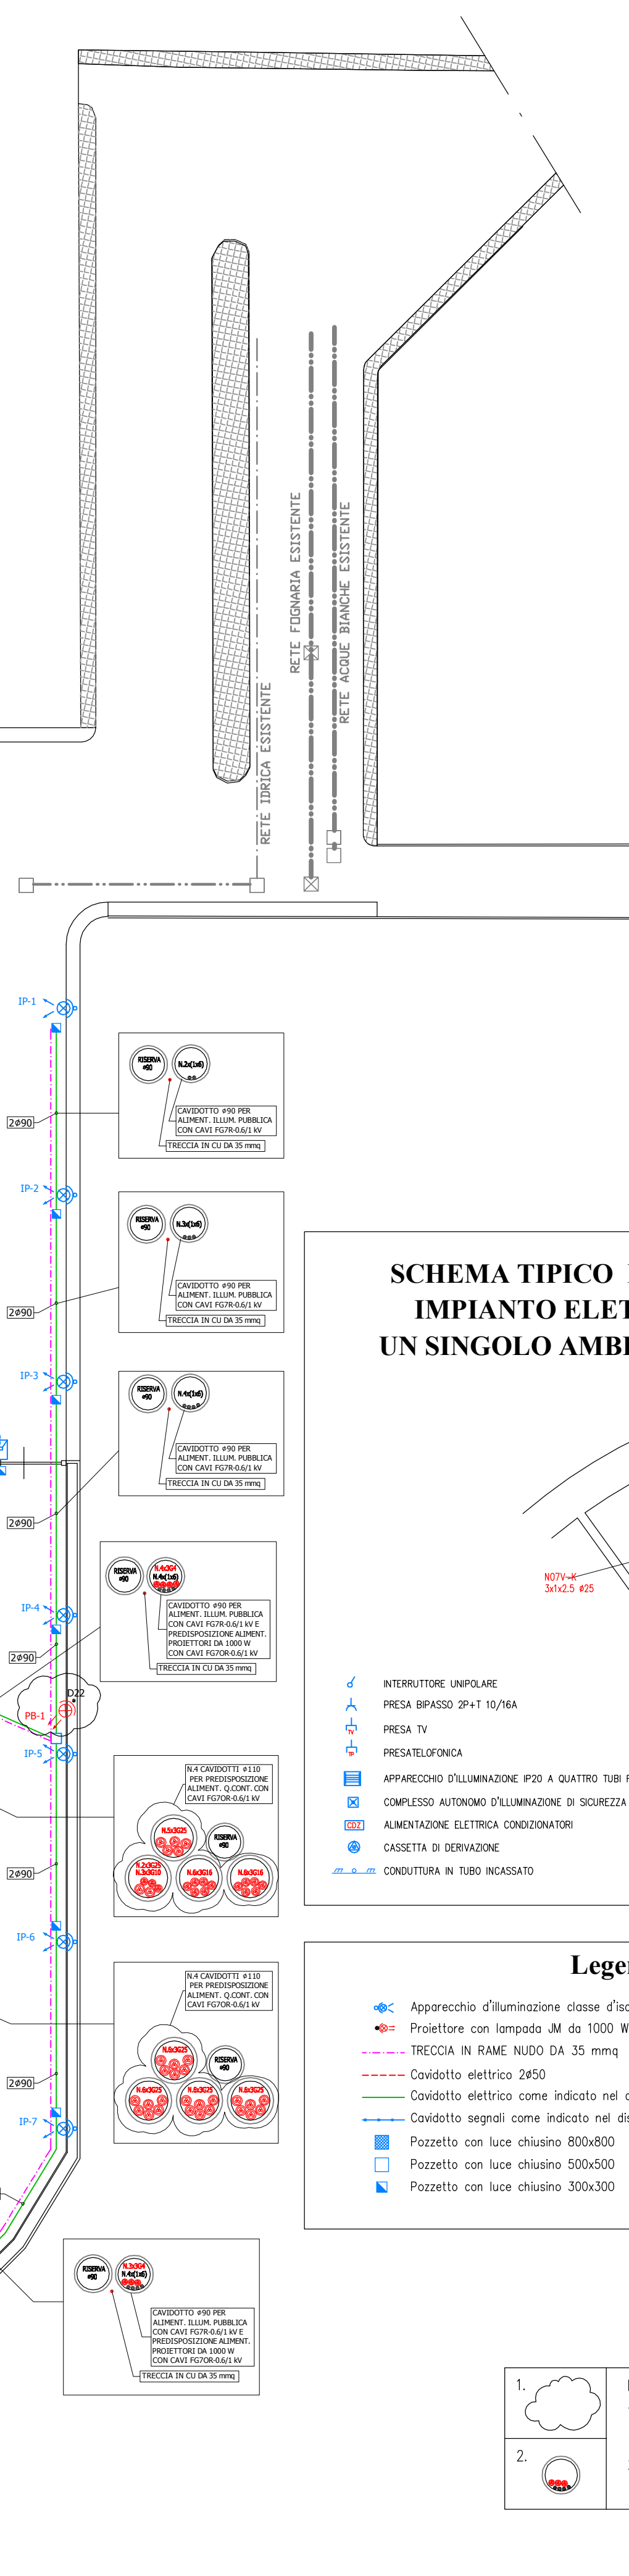 RETE FOGNARIA ESISTENTE
RETE ACQUE BIANCHE ESISTENTE
RETE IDRICA ESISTENTE
IP-1
RISERVA
ø90
N.2x(1x6)
CAVIDOTTO ø90 PER
ALIMENT. ILLUM. PUBBLICA
CON CAVI FG7R-0.6/1 kV
TRECCIA IN CU DA 35 mmq
2ø90
IP-2
RISERVA
ø90
N.3x(1x6)
CAVIDOTTO ø90 PER
ALIMENT. ILLUM. PUBBLICA
CON CAVI FG7R-0.6/1 kV
TRECCIA IN CU DA 35 mmq
2ø90
SCHEMA TIPICO
IMPIANTO ELET
UN SINGOLO AMBI
IP-3
RISERVA
ø90
N.4x(1x6)
CAVIDOTTO ø90 PER
ALIMENT. ILLUM. PUBBLICA
CON CAVI FG7R-0.6/1 kV
TRECCIA IN CU DA 35 mmq
2ø90
N07V-K
3x1x2.5 ø25
RISERVA
ø90
N.4x3G4
N.4x(1x6)
CAVIDOTTO ø90 PER
ALIMENT. ILLUM. PUBBLICA
CON CAVI FG7R-0.6/1 kV E
PREDISPOSIZIONE ALIMENT.
PROIETTORI DA 1000 W
CON CAVI FG7OR-0.6/1 kV
TRECCIA IN CU DA 35 mmq
IP-4
2ø90
D22
PB-1
IP-5
INTERRUTTORE UNIPOLARE
PRESA BIPASSO 2P+T 10/16A
TV
PRESA TV
TP
PRESATELOFONICA
APPARECCHIO D'ILLUMINAZIONE IP20 A QUATTRO TUBI
COMPLESSO AUTONOMO D'ILLUMINAZIONE DI SICUREZZA
CDZ
ALIMENTAZIONE ELETTRICA CONDIZIONATORI
CASSETTA DI DERIVAZIONE
CONDUTTURA IN TUBO INCASSATO
N.4 CAVIDOTTI ø110
PER PREDISPOSIZIONE
ALIMENT. Q.CONT. CON
CAVI FG7OR-0.6/1 kV
N.5x3G25
RISERVA
ø90
N.2x3G25
N.3x3G10
N.6x3G16
N.6x3G16
2ø90
IP-6
N.4 CAVIDOTTI ø110
PER PREDISPOSIZIONE
ALIMENT. Q.CONT. CON
CAVI FG7OR-0.6/1 kV
N.6x3G25
RISERVA
ø90
N.6x3G25
N.6x3G25
N.6x3G25
2ø90
IP-7
Lege
Apparecchio d'illuminazione classe d'iso
Proiettore con lampada JM da 1000 W
TRECCIA IN RAME NUDO DA 35 mmq
Cavidotto elettrico 2ø50
Cavidotto elettrico come indicato nel
Cavidotto segnali come indicato nel dis
Pozzetto con luce chiusino 800x800
Pozzetto con luce chiusino 500x500
Pozzetto con luce chiusino 300x300
RISERVA
ø90
N.3x3G4
N.4x(1x6)
CAVIDOTTO ø90 PER
ALIMENT. ILLUM. PUBBLICA
CON CAVI FG7R-0.6/1 kV E
PREDISPOSIZIONE ALIMENT.
PROIETTORI DA 1000 W
CON CAVI FG7OR-0.6/1 kV
TRECCIA IN CU DA 35 mmq
1.
2.